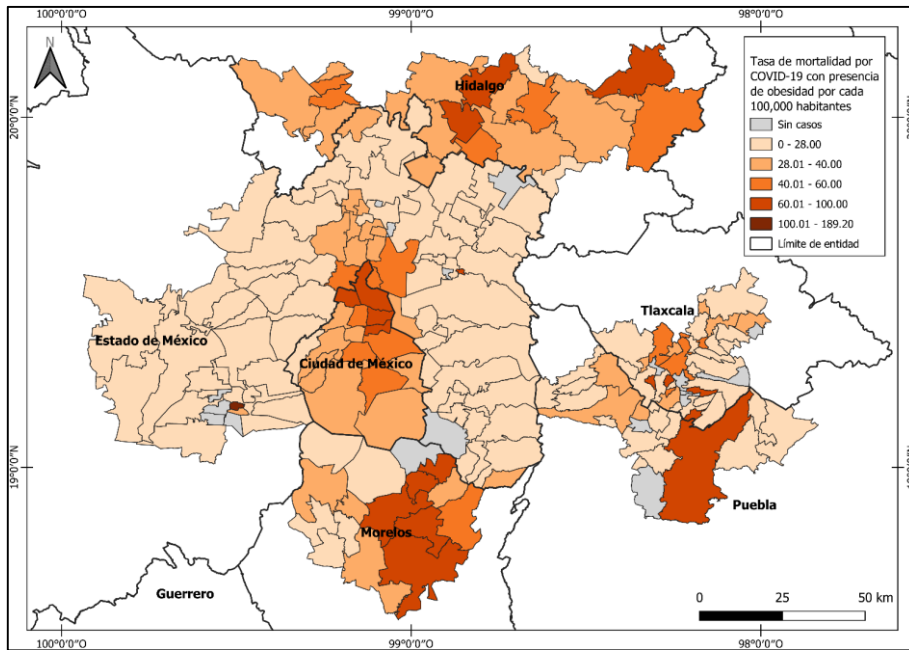 100°0'0"O
99°0'0"O
98°0'0"O
N
Tasa de mortalidad por
COVID-19 con presencia
de obesidad por cada
100,000 habitantes
Sin casos
0 - 28.00
28.01 - 40.00
40.01 - 60.00
60.01 - 100.00
100.01 - 189.20
Límite de entidad
Hidalgo
20°0'0"N
Tlaxcala
Estado de México
Ciudad de México
19°0'0"N
Puebla
Morelos
Guerrero
0
25
50 km
100°0'0"O
99°0'0"O
98°0'0"O